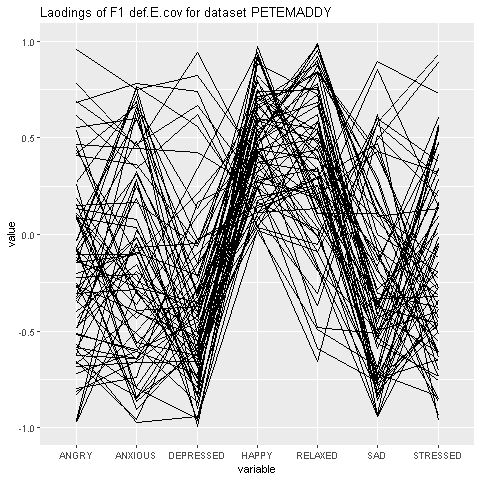 Laodings of F1 def.E.cov for dataset PETEMADDY
1.0
0.5
0.0
-0.5
-1.0
value
ANGRY ANXIOUS DEPRESSED HAPPY RELAXED SAD STRESSED
variable